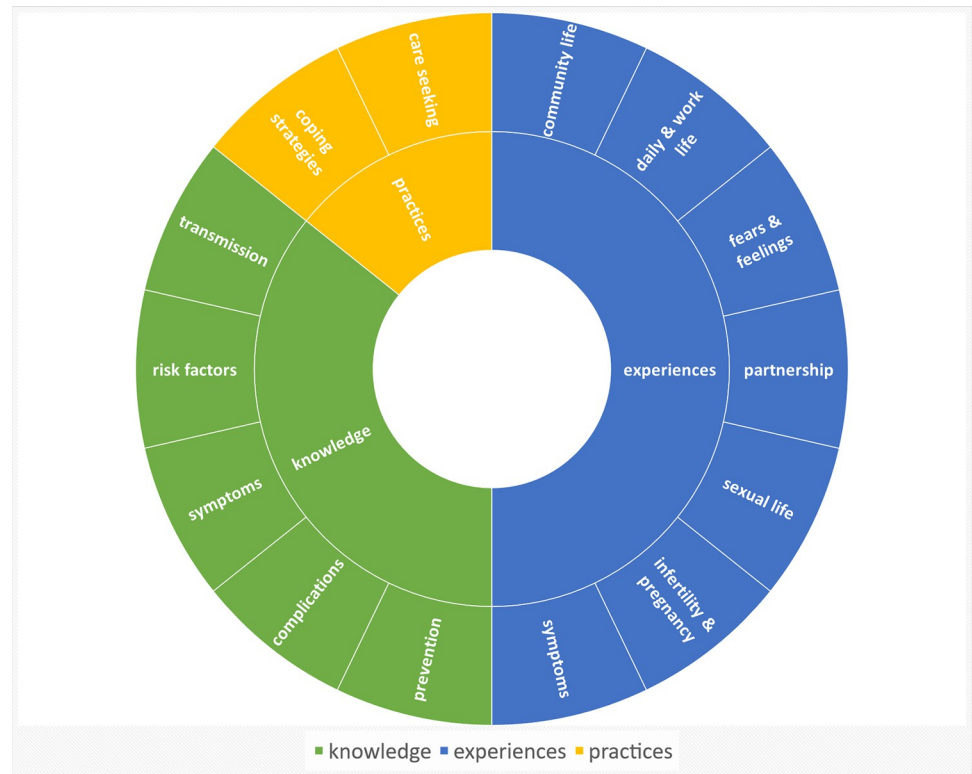 care seeking
coping
strategies
practices
community life
daily & work
life
fears &
feelings
transmission
risk factors
experiences
partnership
knowledge
symptoms
sexual life
complications
infertility &
pregnancy
prevention
symptoms
knowledge
experiences
practices